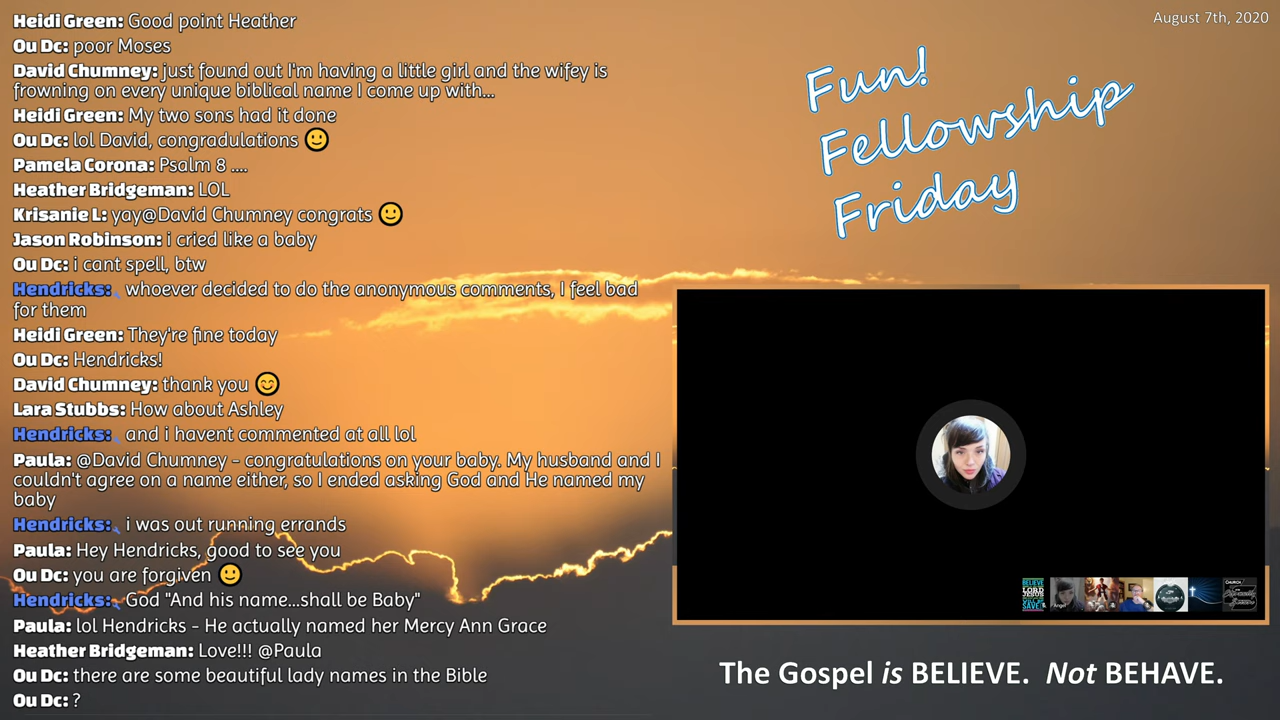 Heidi Green: Good point Heather
Ou Dc: poor Moses
David Chumney: just found out I'm having a little girl and the wifey is
frowning on every unique biblical name I come up with...
Heidi Green: My two sons had it done
Ou Dc: lol David, congradulations 🙂
Pamela Corona: Psalm 8 ....
Heather Bridgeman: LOL
Krisanie L: yay@David Chumney congrats 🙂
Jason Robinson: i cried like a baby
Ou Dc: i cant spell, btw
Hendricks: whoever decided to do the anonymous comments, I feel bad
for them
Heidi Green: They're fine today
Ou Dc: Hendricks!
David Chumney: thank you 😊
Lara Stubbs: How about Ashley
Hendricks: and i havent commented at all lol
Paula: @David Chumney - congratulations on your baby. My husband and I
couldn't agree on a name either, so I ended asking God and He named my
baby
Hendricks: i was out running errands
Paula: Hey Hendricks, good to see you
Ou Dc: you are forgiven 🙂
Hendricks: God "And his name...shall be Baby"
Paula: lol Hendricks - He actually named her Mercy Ann Grace
Heather Bridgeman: Love!!! @Paula
Ou Dc: there are some beautiful lady names in the Bible
Ou Dc: ?
August 7th, 2020
Fun!
Fellowship
Friday
BELIEVE
LORD
JESUS
SAVE
Angel
CHURCH
The Gospel is BELIEVE. Not BEHAVE.